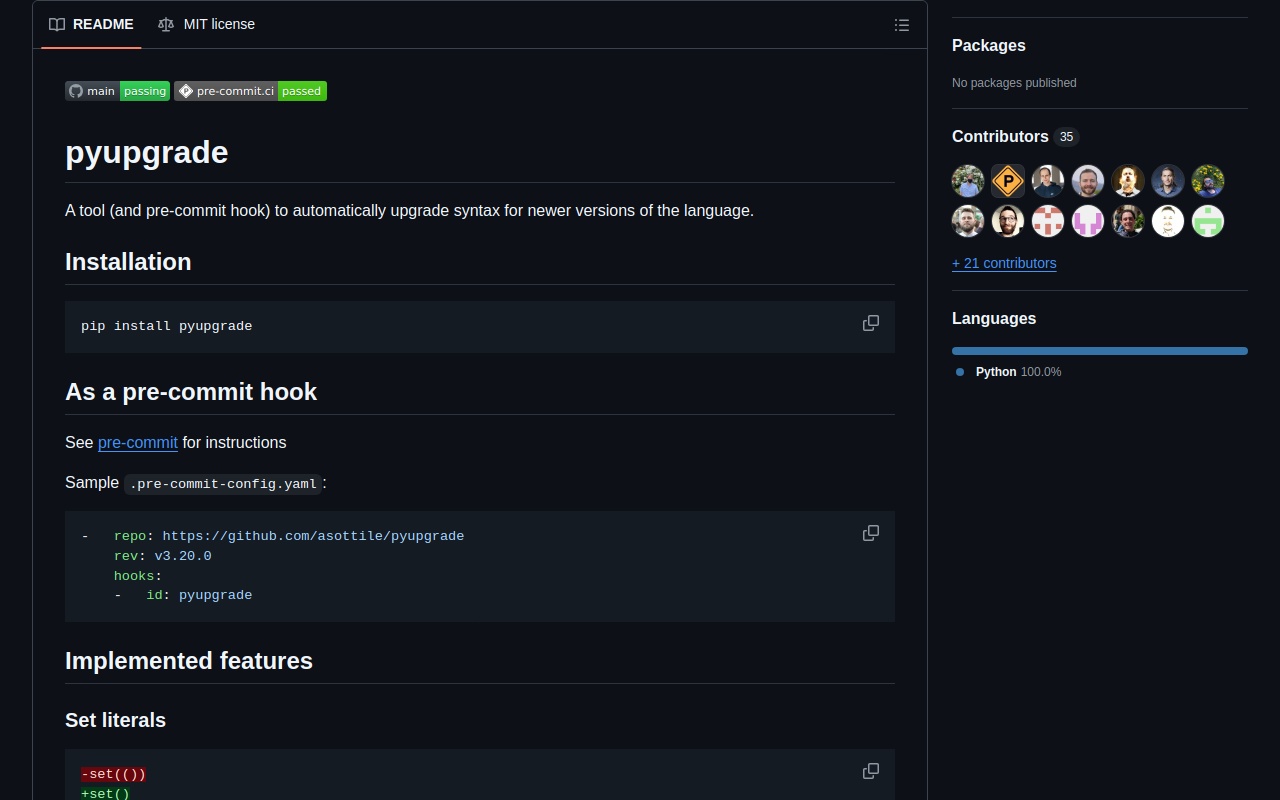 README
MIT license
main passing
pre-commit.ci passed
pyupgrade
A tool (and pre-commit hook) to automatically upgrade syntax for newer versions of the language.
Installation
pip install pyupgrade
As a pre-commit hook
See pre-commit for instructions
Sample .pre-commit-config.yaml:
-   repo: https://github.com/asottile/pyupgrade
    rev: v3.20.0
    hooks:
    -   id: pyupgrade
Implemented features
Set literals
-set(())
+set()
Packages
No packages published
Contributors 35
P
+ 21 contributors
Languages
Python 100.0%